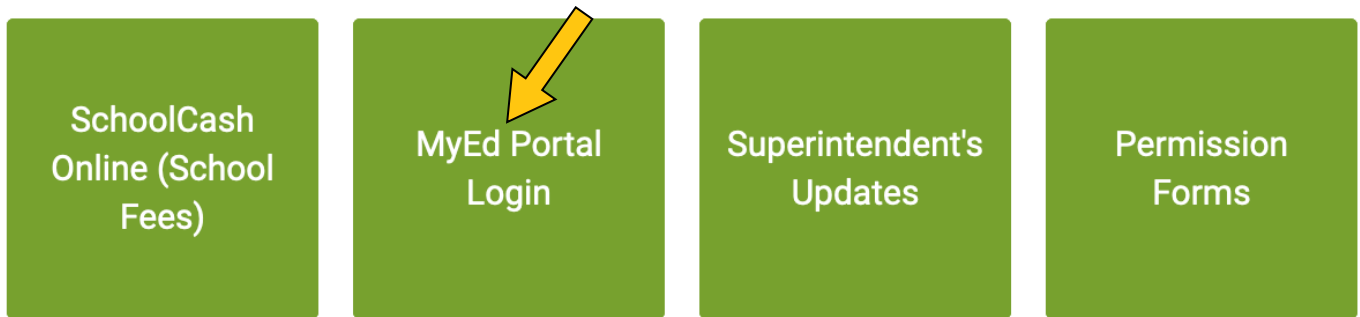 SchoolCash
Online (School
Fees)
MyEd Portal
Login
Superintendent's
Updates
Permission
Forms